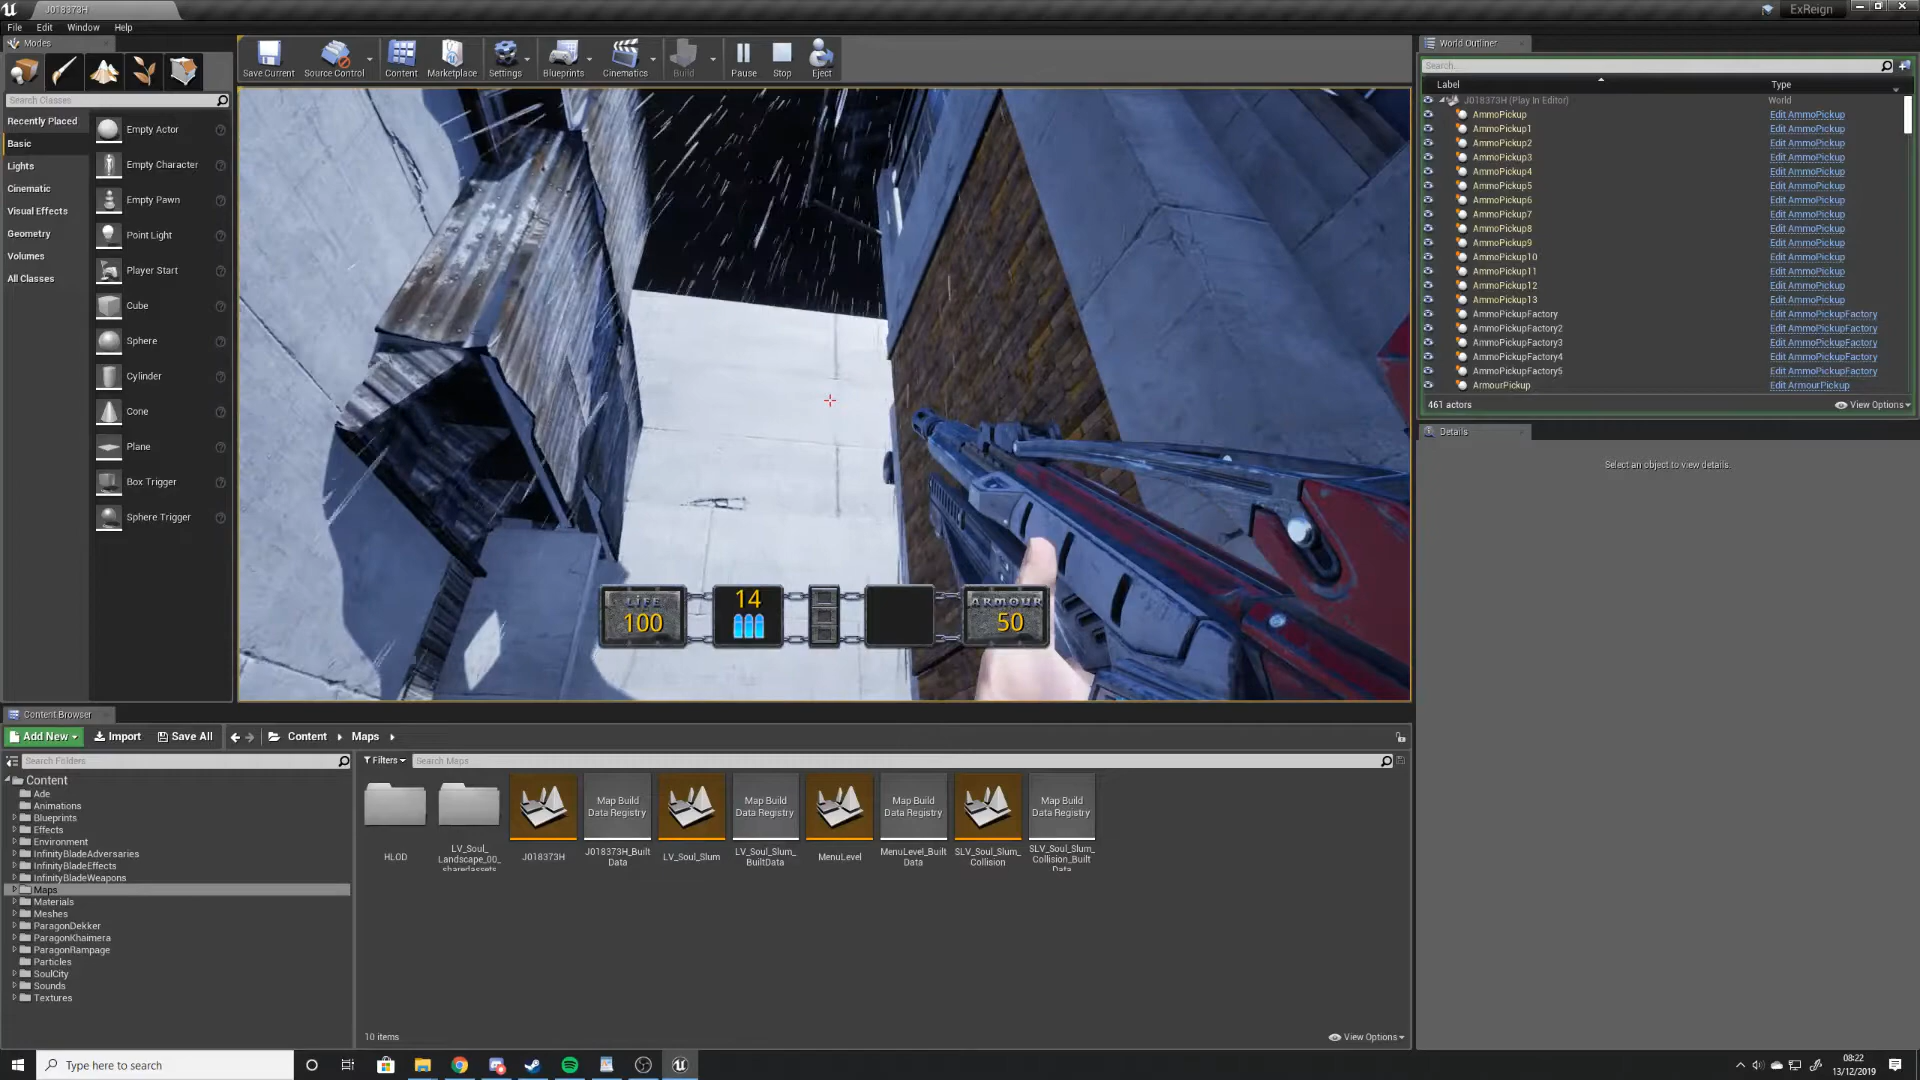 J018373H
ExReign
File Edit Window Help
Modes
Search Classes
Recently Placed
Basic
Lights
Cinematic
Visual Effects
Geometry
Volumes
All Classes
Empty Actor
Empty Character
Empty Pawn
Point Light
Player Start
Cube
Sphere
Cylinder
Cone
Plane
Box Trigger
Sphere Trigger
Save Current Source Control Content Marketplace Settings Blueprints Cinematics Build Pause Stop Eject
LIFE
100
14
ARMOUR
50
World Outliner
Search...
Label Type
J018373H (Play In Editor) World
AmmoPickup Edit AmmoPickup
AmmoPickup1 Edit AmmoPickup
AmmoPickup2 Edit AmmoPickup
AmmoPickup3 Edit AmmoPickup
AmmoPickup4 Edit AmmoPickup
AmmoPickup5 Edit AmmoPickup
AmmoPickup6 Edit AmmoPickup
AmmoPickup7 Edit AmmoPickup
AmmoPickup8 Edit AmmoPickup
AmmoPickup9 Edit AmmoPickup
AmmoPickup10 Edit AmmoPickup
AmmoPickup11 Edit AmmoPickup
AmmoPickup12 Edit AmmoPickup
AmmoPickup13 Edit AmmoPickup
AmmoPickupFactory Edit AmmoPickupFactory
AmmoPickupFactory2 Edit AmmoPickupFactory
AmmoPickupFactory3 Edit AmmoPickupFactory
AmmoPickupFactory4 Edit AmmoPickupFactory
AmmoPickupFactory5 Edit AmmoPickupFactory
ArmourPickup Edit ArmourPickup
461 actors View Options
Details
Select an object to view details.
Content Browser
Add New Import Save All Content Maps
Search Folders
Content
Ade
Animations
Blueprints
Effects
Environment
InfinityBladeAdversaries
InfinityBladeEffects
InfinityBladeWeapons
Maps
Materials
Meshes
ParagonDekker
ParagonKhaimera
ParagonRampage
Particles
SoulCity
Sounds
Textures
Filters Search Maps
Map Build Data Registry
Map Build Data Registry
Map Build Data Registry
Map Build Data Registry
HLOD
LV_Soul_
Landscape_00_
sharedassets
J018373H
J018373H_Built
Data
LV_Soul_Slum
LV_Soul_Slum_
BuiltData
MenuLevel
MenuLevel_Built
Data
SLV_Soul_Slum_
Collision
SLV_Soul_Slum_
Collision_Built
Data
10 items View Options
Type here to search
08:22
13/12/2019